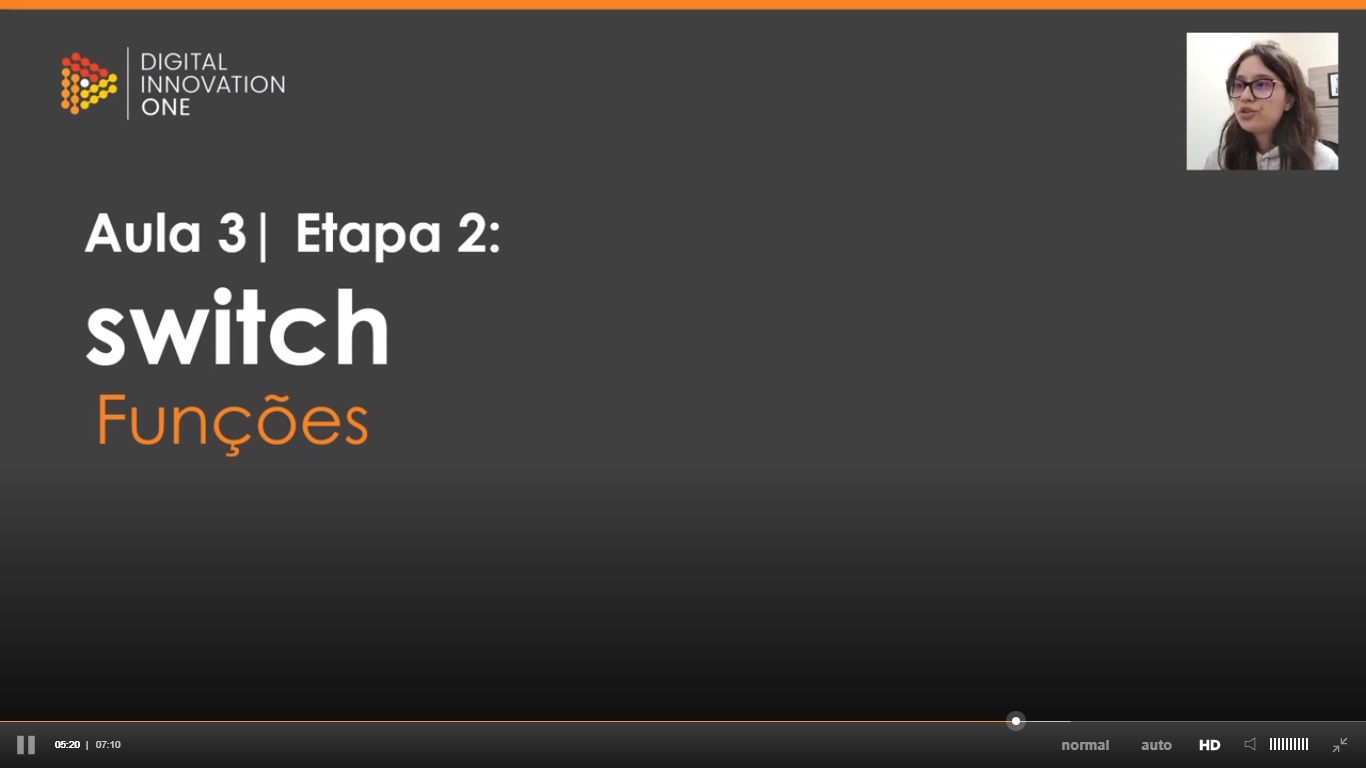 DIGITAL
INNOVATION
ONE
Aula 3| Etapa 2:
switch
Funções
05:20 | 07:10
normal auto HD